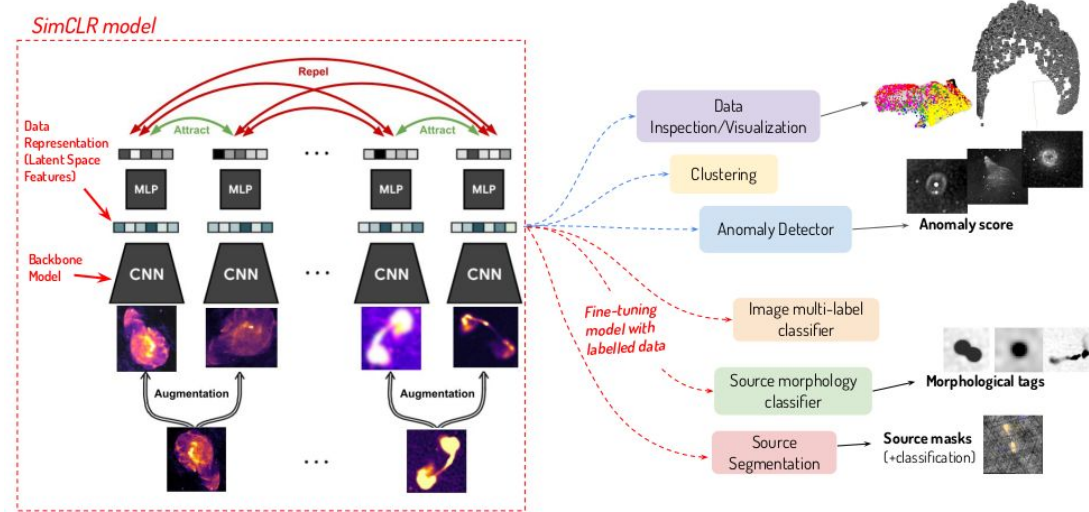 SimCLR model
Repel
Attract
Attract
Data
Representation
(Latent Space
Features)
...
MLP
MLP
MLP
MLP
Backbone
Model
CNN
CNN
...
CNN
CNN
Augmentation
Augmentation
...
Data
Inspection/Visualization
Clustering
Anomaly Detector
Anomaly score
Fine-tuning
model with
labelled data
Image multi-label
classifier
Source morphology
classifier
Morphological tags
Source
Segmentation
Source masks
(+classification)